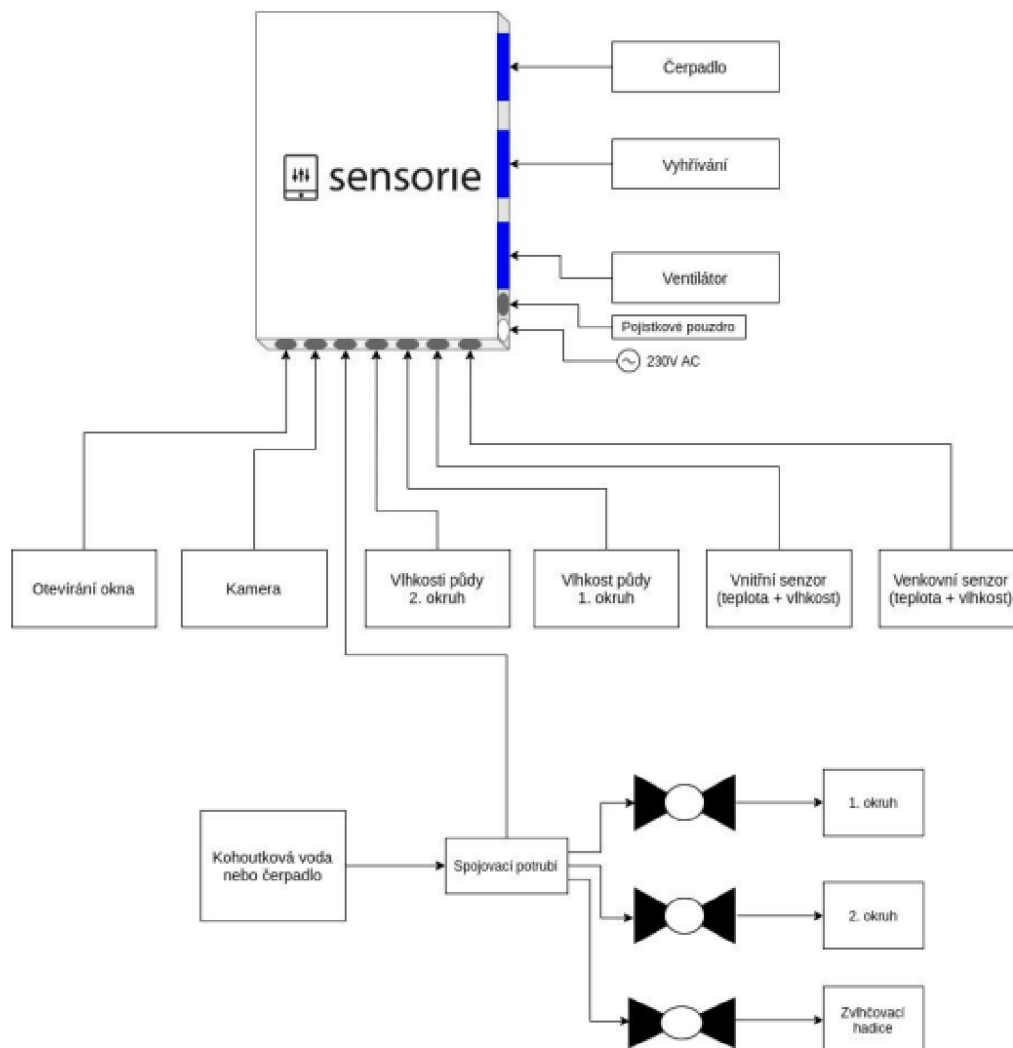 Čerpadlo
sensorie
Vyhřívání
Ventilátor
Pojistkové pouzdro
230V AC
Otevírání okna
Kamera
Vlhkosti půdy
2. okruh
Vlhkost půdy
1. okruh
Vnitřní senzor
(teplota + vlhkost)
Venkovní senzor
(teplota + vlhkost)
1. okruh
Kohoutková voda
nebo čerpadlo
Spojovací potrubí
2. okruh
Zvlhčovací
hadice